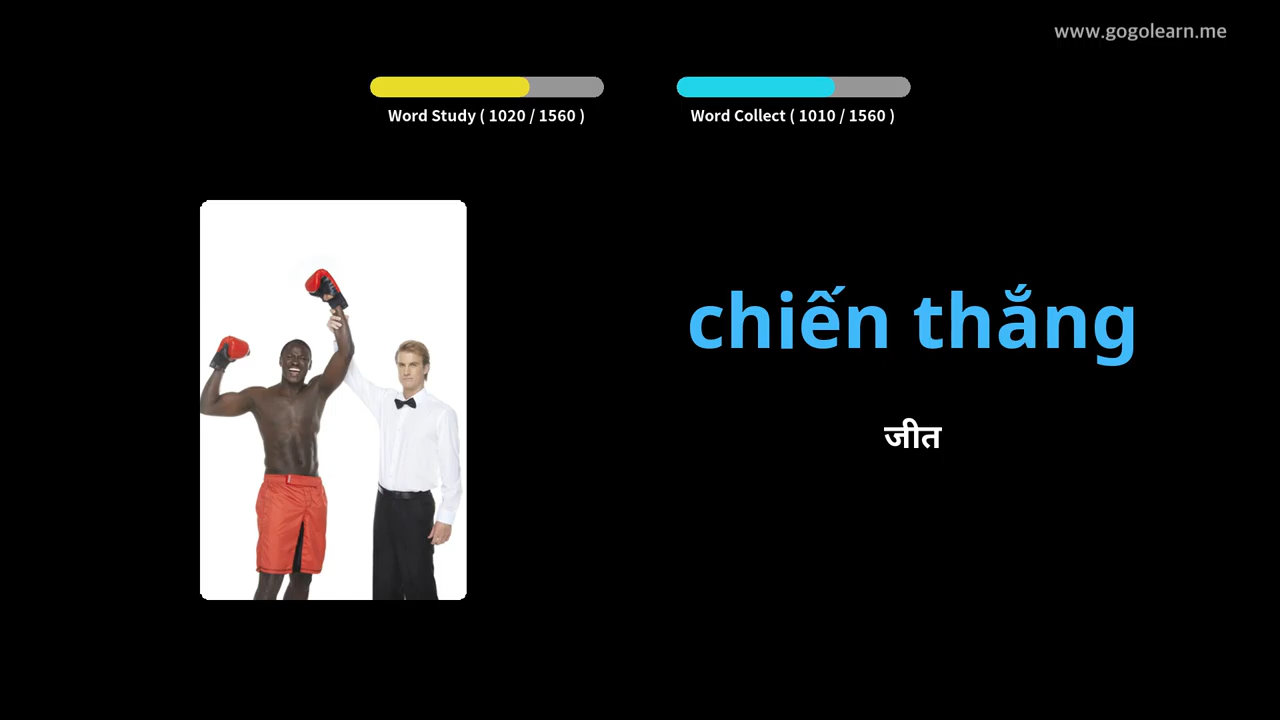 www.gogolearn.me
Word Study ( 1020 / 1560 )
Word Collect ( 1010 / 1560 )
chiến thắng
जीत